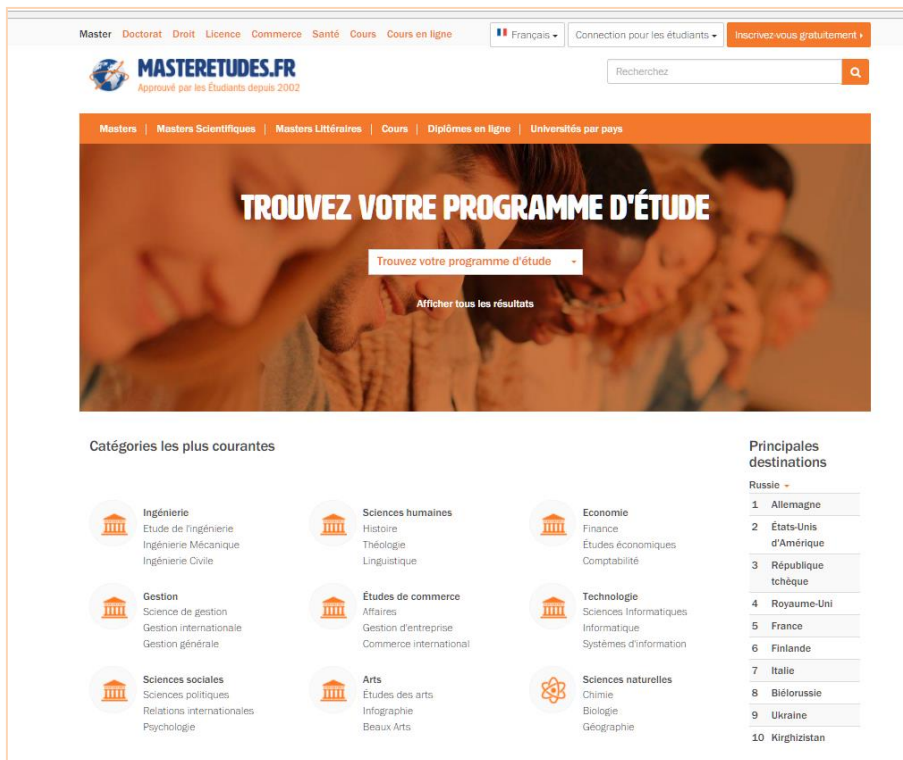 Master Doctorat Droit Licence Commerce Santé Cours Cours en ligne
Français
Connection pour les étudiants
Inscrivez-vous gratuitement
MASTERETUDES.FR
Approuvé par les Étudiants depuis 2002
Recherchez
Masters | Masters Scientifiques | Masters Littéraires | Cours | Diplômes en ligne | Universités par pays
TROUVEZ VOTRE PROGRAMME D'ÉTUDE
Trouvez votre programme d'étude
Afficher tous les résultats
Catégories les plus courantes
Ingénierie
Etude de l'ingénierie
Ingénierie Mécanique
Ingénierie Civile
Sciences humaines
Histoire
Théologie
Linguistique
Economie
Finance
Études économiques
Comptabilité
Gestion
Science de gestion
Gestion internationale
Gestion générale
Études de commerce
Affaires
Gestion d'entreprise
Commerce international
Technologie
Sciences Informatiques
Informatique
Systèmes d'information
Sciences sociales
Sciences politiques
Relations internationales
Psychologie
Arts
Études des arts
Infographie
Beaux Arts
Sciences naturelles
Chimie
Biologie
Géographie
Principales
destinations
Russie
1 Allemagne
2 États-Unis
d'Amérique
3 République
tchèque
4 Royaume-Uni
5 France
6 Finlande
7 Italie
8 Biélorussie
9 Ukraine
10 Kirghizistan